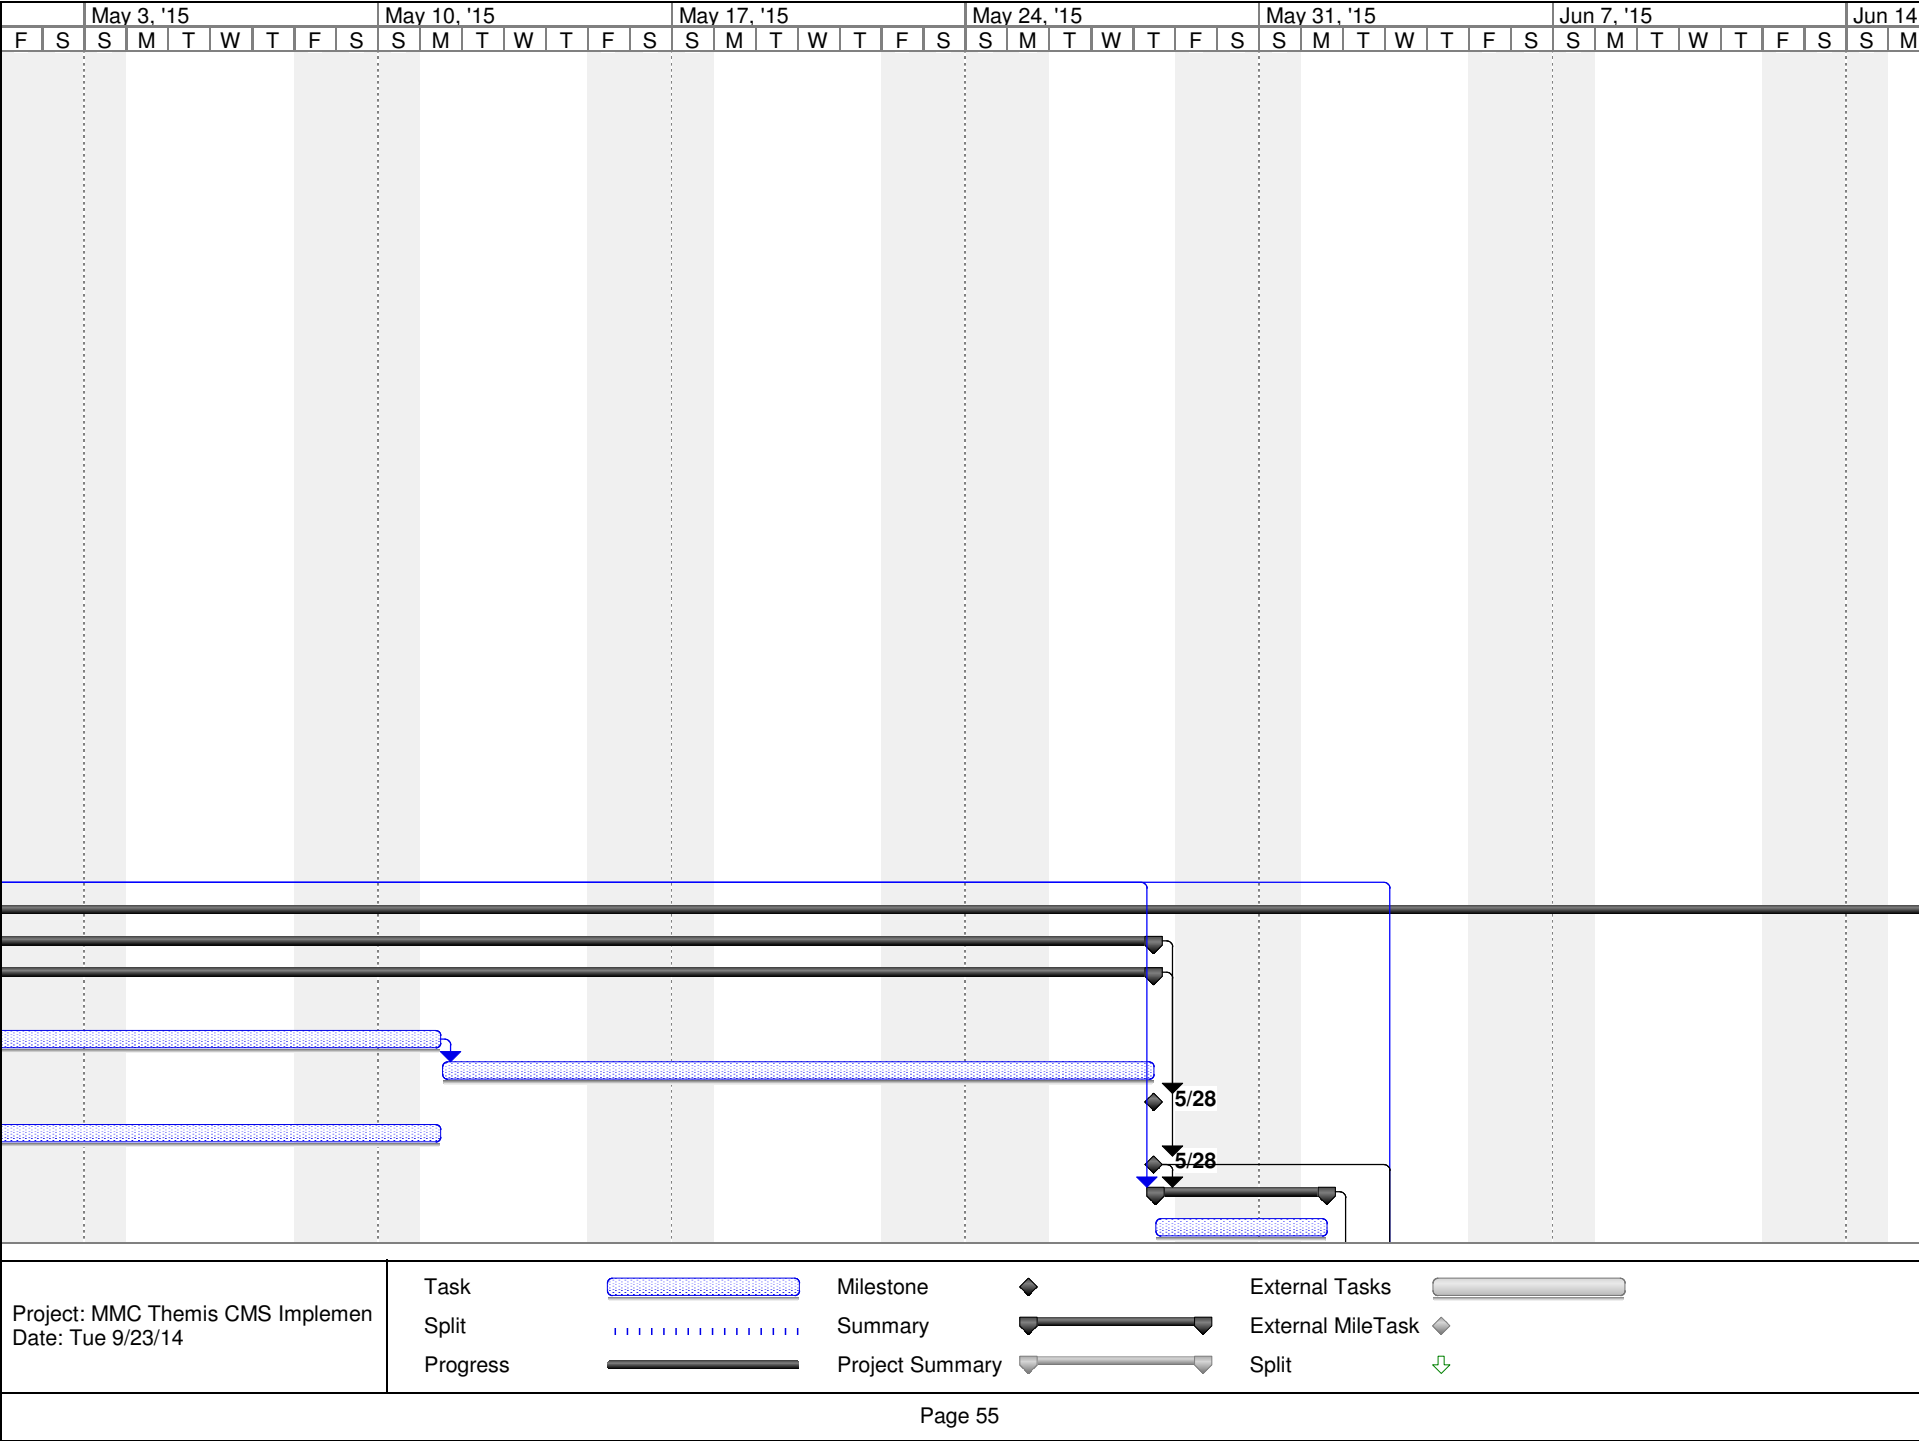 May 3, '15 May 10, '15 May 17, '15 May 24, '15 May 31, '15 Jun 7, '15 Jun 14
F S S M T W T F S S M T W T F S S M T W T F S S M T W T F S S M T W T F S S M T W T F S S M
5/28
5/28
Project: MMC Themis CMS Implemen
Date: Tue 9/23/14
Task Milestone External Tasks
Split Summary External MileTask
Progress Project Summary Split
Page 55